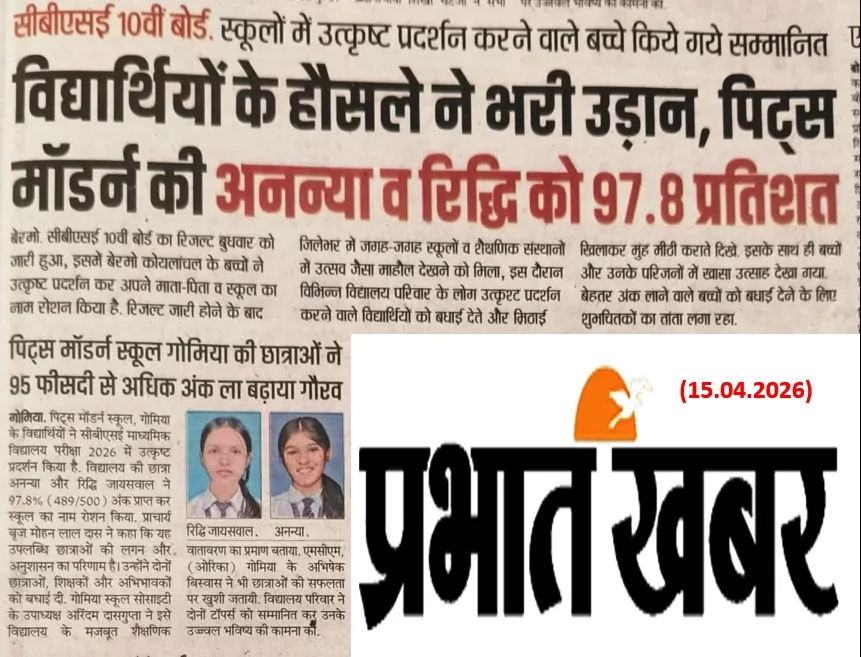 सीबीएसई 10वीं बोर्ड. स्कूलों में उत्कृष्ट प्रदर्शन करने वाले बच्चे किये गये सम्मानित
विद्यार्थियों के हौसले ने भरी उड़ान, पिट्स
मॉडर्न की अनन्या व रिद्धि को 97.8 प्रतिशत
बेरमो. सीबीएसई 10वीं बोर्ड का रिजल्ट बुधवार को
जारी हुआ, इसमें बेरमो कोयलांचल के बच्चों ने
उत्कृष्ट प्रदर्शन कर अपने माता-पिता व स्कूल का
नाम रोशन किया है. रिजल्ट जारी होने के बाद
जिलेभर में जगह-जगह स्कूलों व शैक्षणिक संस्थानों
में उत्सव जैसा माहौल देखने को मिला, इस दौरान
विभिन्न विद्यालय परिवार के लोग उत्कृश्ट प्रदर्शन
करने वाले विद्यार्थियों को बधाई देते और मिठाई
खिलाकर मुंह मीठी कराते दिखे. इसके साथ ही बच्चों
और उनके परिजनों में खासा उत्साह देखा गया.
बेहतर अंक लाने वाले बच्चों को बधाई देने के लिए
शुभचिंतकों का तांता लगा रहा.
पिट्स मॉडर्न स्कूल गोमिया की छात्राओं ने
95 फीसदी से अधिक अंक ला बढ़ाया गौरव
गोमिया. पिट्स मॉडर्न स्कूल, गोमिया
के विद्यार्थियों ने सीबीएसई माध्यमिक
विद्यालय परीक्षा 2026 में उत्कृष्ट
प्रदर्शन किया है. विद्यालय की छात्रा
अनन्या और रिद्धि जायसवाल ने
97.8% (489/500) अंक प्राप्त कर
स्कूल का नाम रोशन किया. प्राचार्य
बृज मोहन लाल दास ने कहा कि यह
उपलब्धि छात्राओं की लगन और
अनुशासन का परिणाम है। उन्होंने दोनों
छात्राओं, शिक्षकों और अभिभावकों
को बधाई दी. गोमिया स्कूल सोसाइटी
के उपाध्यक्ष अरिंदम दासगुप्ता ने इसे
विद्यालय के मजबूत शैक्षणिक
रिद्धि जायसवाल. अनन्या.
वातावरण का प्रमाण बताया. एमसीएम,
(ओरिका) गोमिया के अभिषेक
बिस्वास ने भी छात्राओं की सफलता
पर खुशी जतायी. विद्यालय परिवार ने
दोनों टॉपर्स को सम्मानित कर उनके
उज्ज्वल भविष्य की कामना की.
(15.04.2026)
प्रभात खबर